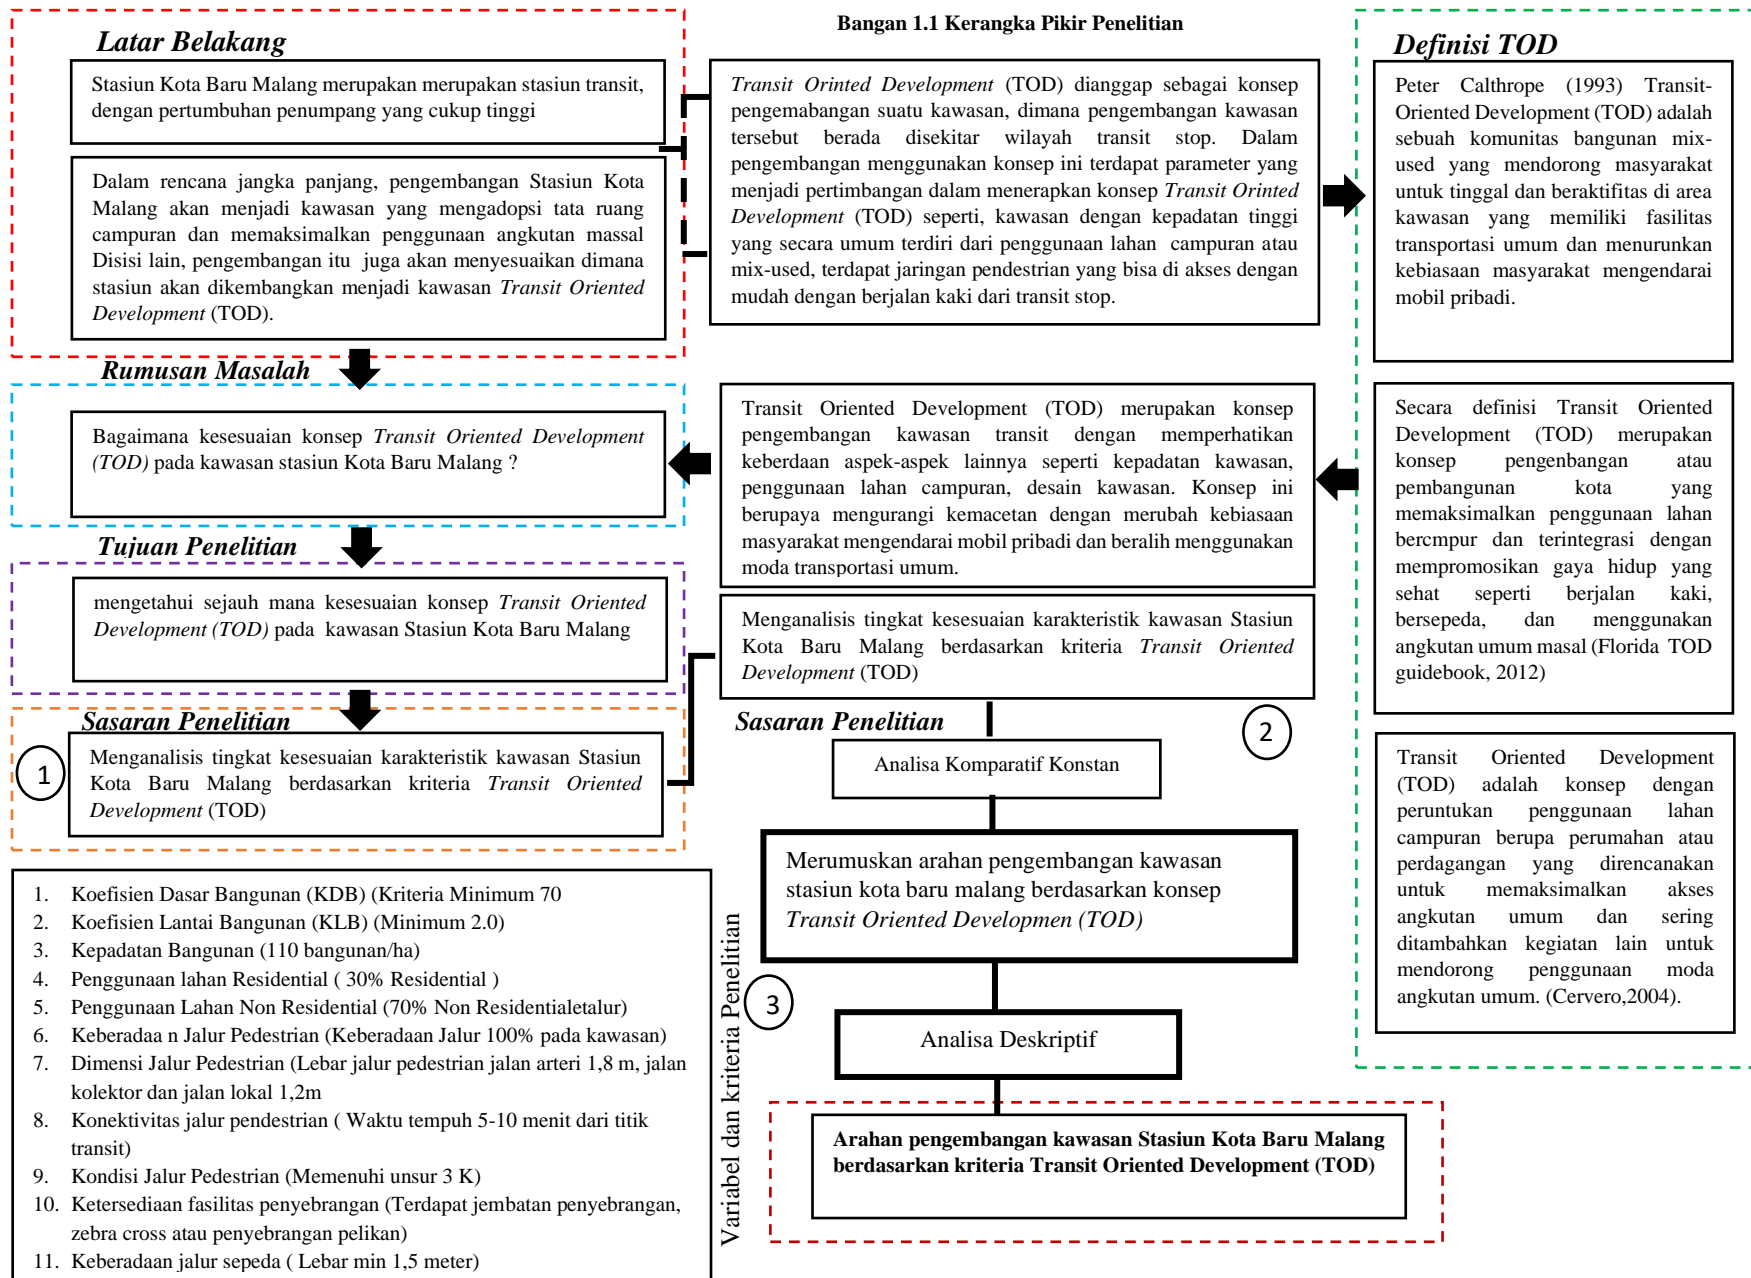 Bangan 1.1 Kerangka Pikir Penelitian
Latar Belakang
Stasiun Kota Baru Malang merupakan merupakan stasiun transit,
dengan pertumbuhan penumpang yang cukup tinggi
Dalam rencana jangka panjang, pengembangan Stasiun Kota
Malang akan menjadi kawasan yang mengadopsi tata ruang
campuran dan memaksimalkan penggunaan angkutan massal
Disisi lain, pengembangan itu juga akan menyesuaikan dimana
stasiun akan dikembangkan menjadi kawasan Transit Oriented
Development (TOD).
Transit Orinted Development (TOD) dianggap sebagai konsep
pengemabangan suatu kawasan, dimana pengembangan kawasan
tersebut berada disekitar wilayah transit stop. Dalam
pengembangan menggunakan konsep ini terdapat parameter yang
menjadi pertimbangan dalam menerapkan konsep Transit Orinted
Development (TOD) seperti, kawasan dengan kepadatan tinggi
yang secara umum terdiri dari penggunaan lahan campuran atau
mix-used, terdapat jaringan pendestrian yang bisa di akses dengan
mudah dengan berjalan kaki dari transit stop.
Definisi TOD
Peter Calthrope (1993) Transit-
Oriented Development (TOD) adalah
sebuah komunitas bangunan mix-
used yang mendorong masyarakat
untuk tinggal dan beraktifitas di area
kawasan yang memiliki fasilitas
transportasi umum dan menurunkan
kebiasaan masyarakat mengendarai
mobil pribadi.
Secara definisi Transit Oriented
Development (TOD) merupakan
konsep pengenbangan atau
pembangunan kota yang
memaksimalkan penggunaan lahan
bercmpur dan terintegrasi dengan
mempromosikan gaya hidup yang
sehat seperti berjalan kaki,
bersepeda, dan menggunakan
angkutan umum masal (Florida TOD
guidebook, 2012)
Transit Oriented Development
(TOD) adalah konsep dengan
peruntukan penggunaan lahan
campuran berupa perumahan atau
perdagangan yang direncanakan
untuk memaksimalkan akses
angkutan umum dan sering
ditambahkan kegiatan lain untuk
mendorong penggunaan moda
angkutan umum. (Cervero,2004).
Rumusan Masalah
Bagaimana kesesuaian konsep Transit Oriented Development
(TOD) pada kawasan stasiun Kota Baru Malang ?
Transit Oriented Development (TOD) merupakan konsep
pengembangan kawasan transit dengan memperhatikan
keberdaan aspek-aspek lainnya seperti kepadatan kawasan,
penggunaan lahan campuran, desain kawasan. Konsep ini
berupaya mengurangi kemacetan dengan merubah kebiasaan
masyarakat mengendarai mobil pribadi dan beralih menggunakan
moda transportasi umum.
Tujuan Penelitian
mengetahui sejauh mana kesesuaian konsep Transit Oriented
Development (TOD) pada kawasan Stasiun Kota Baru Malang
Sasaran Penelitian
1
Menganalisis tingkat kesesuaian karakteristik kawasan Stasiun
Kota Baru Malang berdasarkan kriteria Transit Oriented
Development (TOD)
Menganalisis tingkat kesesuaian karakteristik kawasan Stasiun
Kota Baru Malang berdasarkan kriteria Transit Oriented
Development (TOD)
Sasaran Penelitian
2
Analisa Komparatif Konstan
Merumuskan arahan pengembangan kawasan
stasiun kota baru malang berdasarkan konsep
Transit Oriented Developmen (TOD)
3
Analisa Deskriptif
Arahan pengembangan kawasan Stasiun Kota Baru Malang
berdasarkan kriteria Transit Oriented Development (TOD)
1. Koefisien Dasar Bangunan (KDB) (Kriteria Minimum 70
2. Koefisien Lantai Bangunan (KLB) (Minimum 2.0)
3. Kepadatan Bangunan (110 bangunan/ha)
4. Penggunaan lahan Residential ( 30% Residential )
5. Penggunaan Lahan Non Residential (70% Non Residentialetalur)
6. Keberadaa n Jalur Pedestrian (Keberadaan Jalur 100% pada kawasan)
7. Dimensi Jalur Pedestrian (Lebar jalur pedestrian jalan arteri 1,8 m, jalan
kolektor dan jalan lokal 1,2m
8. Konektivitas jalur pendestrian ( Waktu tempuh 5-10 menit dari titik
transit)
9. Kondisi Jalur Pedestrian (Memenuhi unsur 3 K)
10. Ketersediaan fasilitas penyebrangan (Terdapat jembatan penyebrangan,
zebra cross atau penyebrangan pelikan)
11. Keberadaan jalur sepeda ( Lebar min 1,5 meter)
Variabel dan kriteria Penelitian